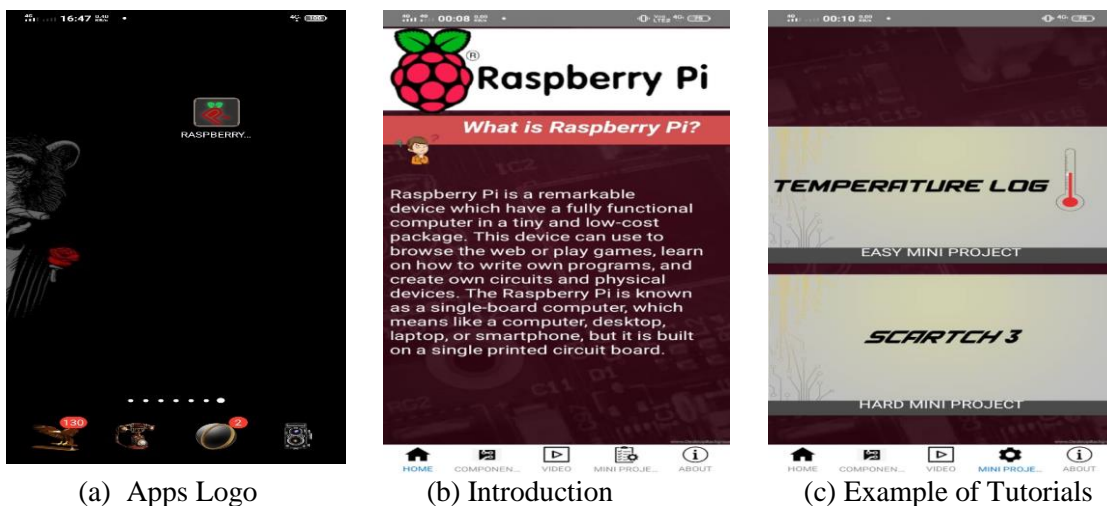 16:47
RASPBERRY...
130
2
(a) Apps Logo
00:08
Raspberry Pi
®
What is Raspberry Pi?
Raspberry Pi is a remarkable
device which have a fully functional
computer in a tiny and low-cost
package. This device can use to
browse the web or play games, learn
on how to write own programs, and
create own circuits and physical
devices. The Raspberry Pi is known
as a single-board computer, which
means like a computer, desktop,
laptop, or smartphone, but it is built
on a single printed circuit board.
HOME COMPONEN... VIDEO MINI PROJE... ABOUT
(b) Introduction
00:10
TEMPERATURE LOG
EASY MINI PROJECT
SCARTCH 3
HARD MINI PROJECT
HOME COMPONEN... VIDEO MINI PROJE... ABOUT
(c) Example of Tutorials